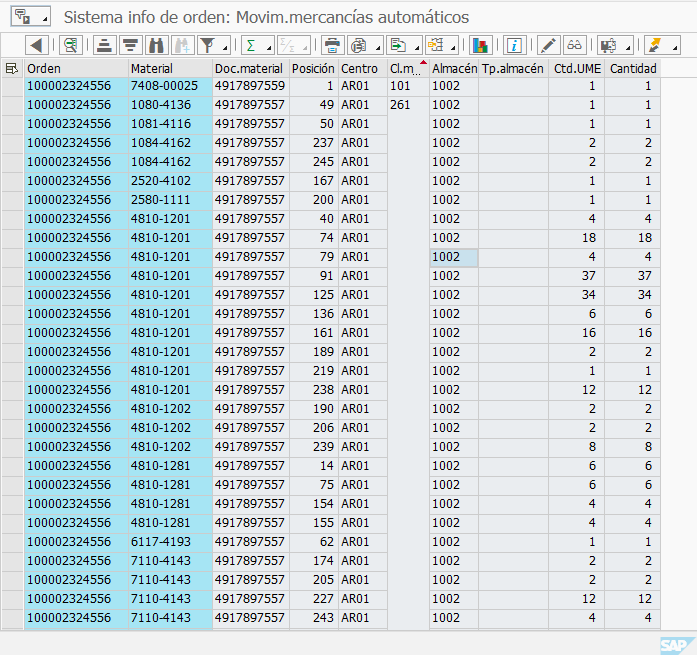 Sistema info de orden: Movim.mercancías automáticos
Orden Material Doc.material Posición Centro Cl.m... Almacén Tp.almacén Ctd.UME Cantidad
100002324556 7408-00025 4917897559 1 AR01 101 1002 1 1
100002324556 1080-4136 4917897557 49 AR01 261 1002 1 1
100002324556 1081-4116 4917897557 50 AR01 1002 1 1
100002324556 1084-4162 4917897557 237 AR01 1002 2 2
100002324556 1084-4162 4917897557 245 AR01 1002 2 2
100002324556 2520-4102 4917897557 167 AR01 1002 1 1
100002324556 2580-1111 4917897557 200 AR01 1002 1 1
100002324556 4810-1201 4917897557 40 AR01 1002 4 4
100002324556 4810-1201 4917897557 74 AR01 1002 18 18
100002324556 4810-1201 4917897557 79 AR01 1002 4 4
100002324556 4810-1201 4917897557 91 AR01 1002 37 37
100002324556 4810-1201 4917897557 125 AR01 1002 34 34
100002324556 4810-1201 4917897557 136 AR01 1002 6 6
100002324556 4810-1201 4917897557 161 AR01 1002 16 16
100002324556 4810-1201 4917897557 189 AR01 1002 2 2
100002324556 4810-1201 4917897557 219 AR01 1002 1 1
100002324556 4810-1201 4917897557 238 AR01 1002 12 12
100002324556 4810-1202 4917897557 190 AR01 1002 2 2
100002324556 4810-1202 4917897557 206 AR01 1002 2 2
100002324556 4810-1202 4917897557 239 AR01 1002 8 8
100002324556 4810-1281 4917897557 14 AR01 1002 6 6
100002324556 4810-1281 4917897557 75 AR01 1002 6 6
100002324556 4810-1281 4917897557 154 AR01 1002 4 4
100002324556 4810-1281 4917897557 155 AR01 1002 4 4
100002324556 6117-4193 4917897557 62 AR01 1002 1 1
100002324556 7110-4143 4917897557 174 AR01 1002 2 2
100002324556 7110-4143 4917897557 205 AR01 1002 2 2
100002324556 7110-4143 4917897557 227 AR01 1002 12 12
100002324556 7110-4143 4917897557 243 AR01 1002 4 4
SAP